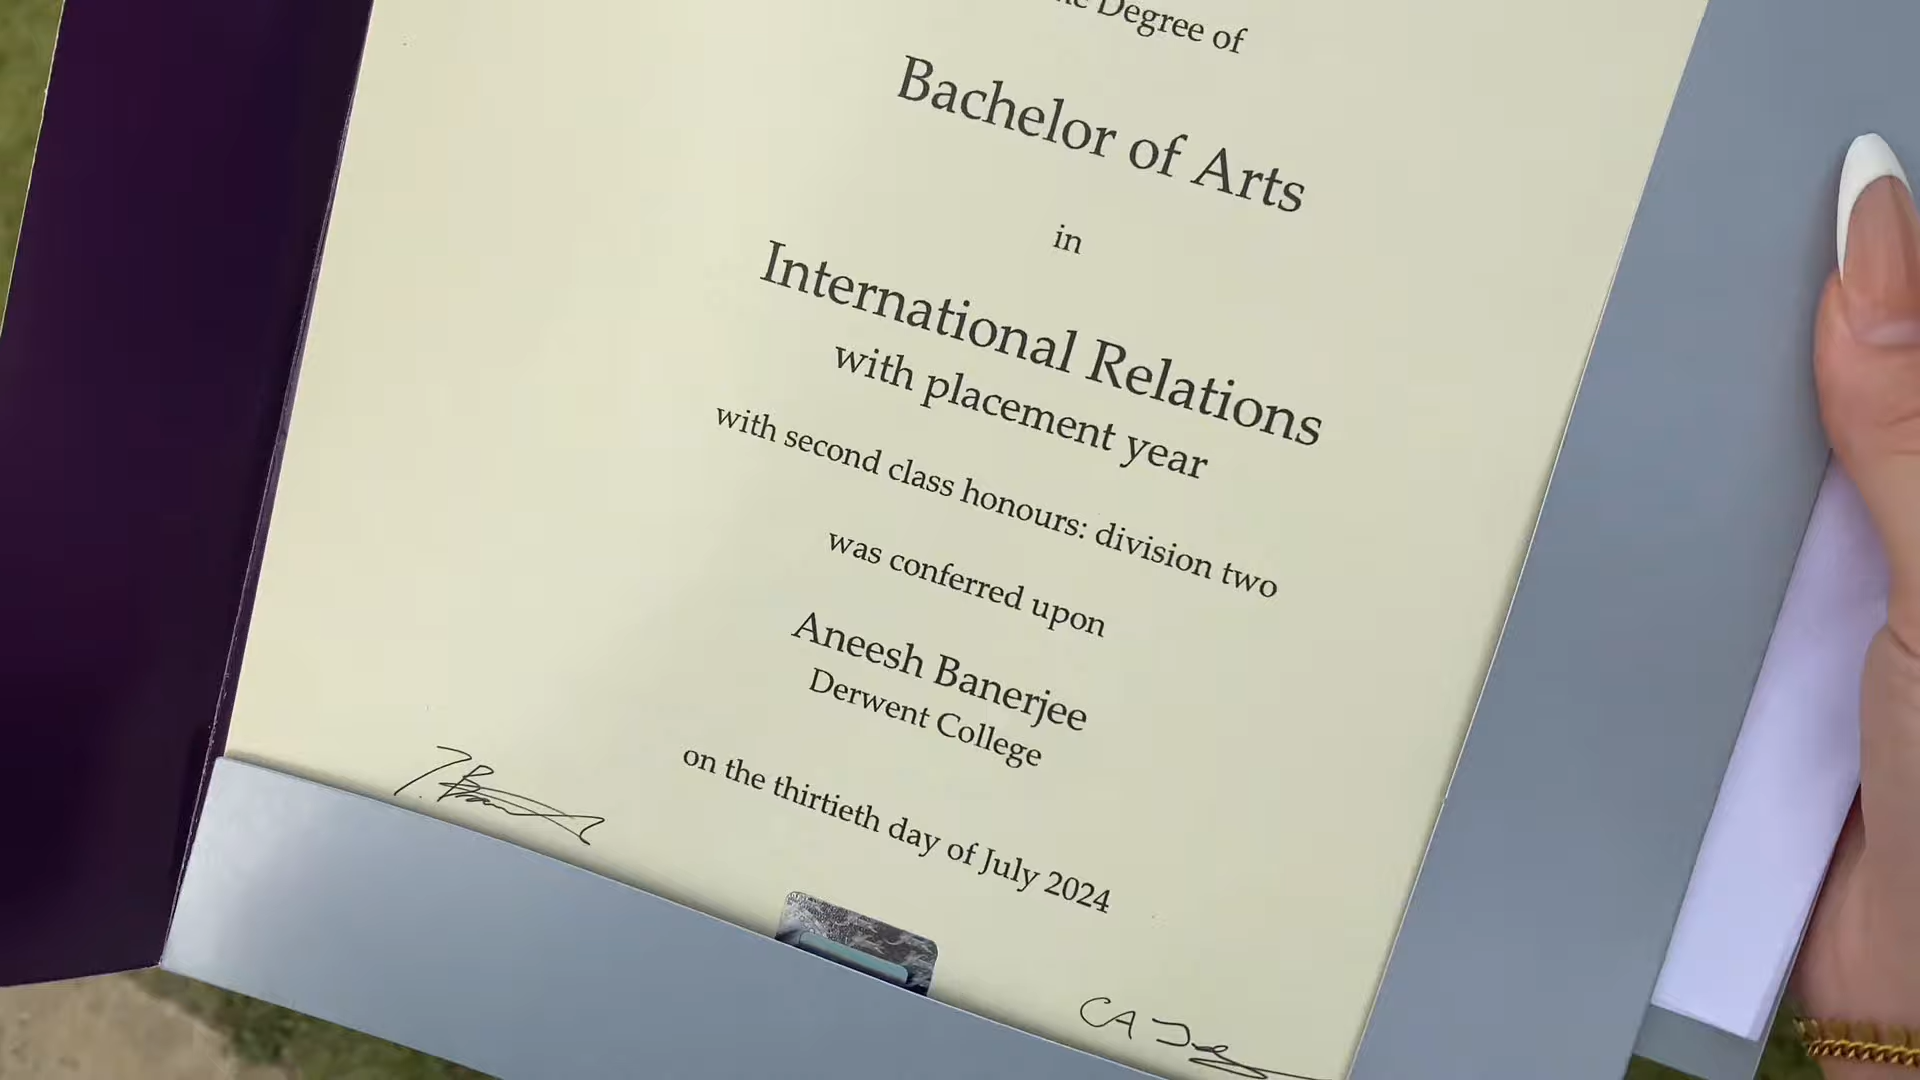 Degree of
Bachelor of Arts
in
International Relations
with placement year
with second class honours: division two
was conferred upon
Aneesh Banerjee
Derwent College
on the thirtieth day of July 2024